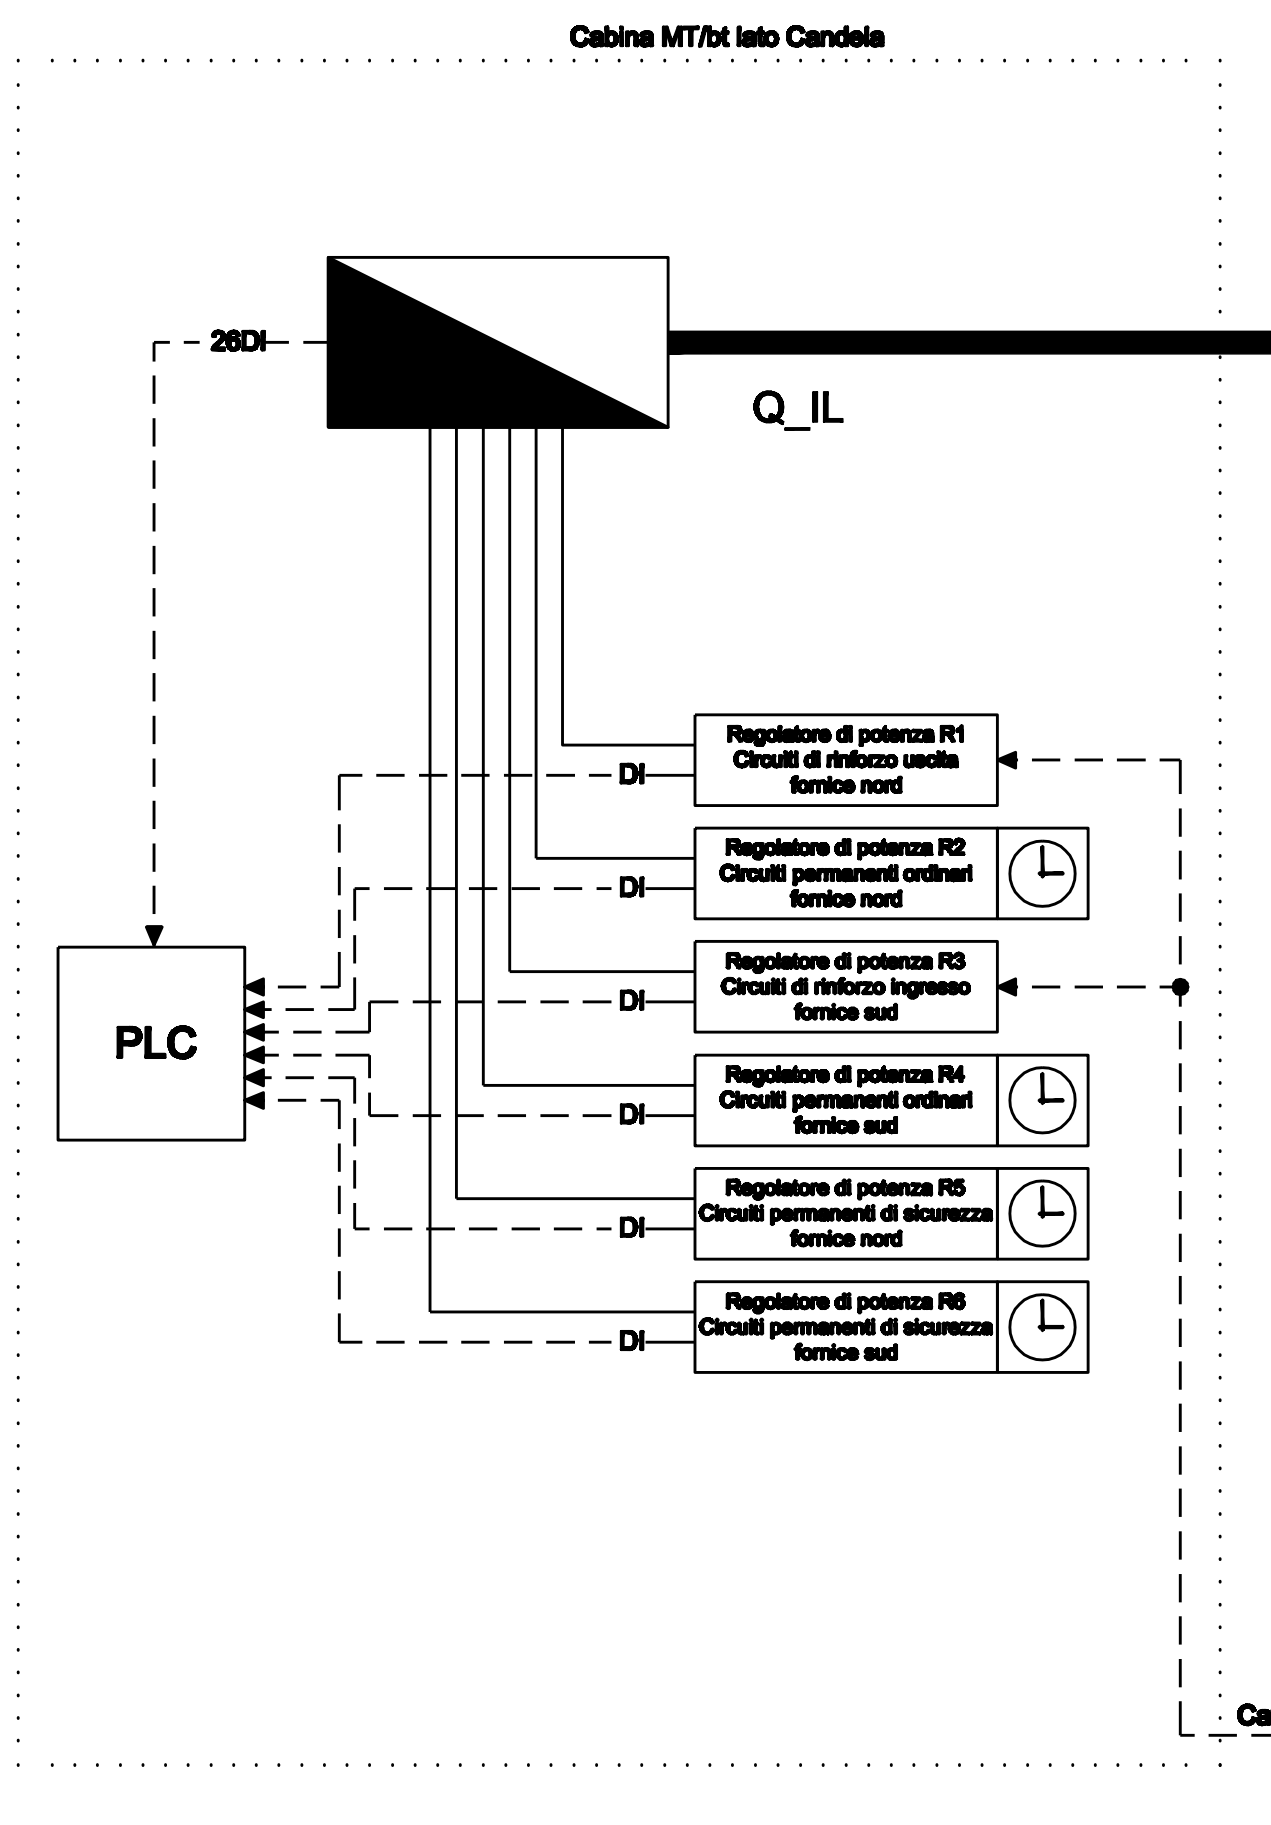 Cabina MT/bt lato Candela
26DI
Q_IL
Regolatore di potenza R1
Circuiti di rinforzo uscita
fornice nord
DI
Regolatore di potenza R2
Circuiti permanenti ordinari
fornice nord
DI
Regolatore di potenza R3
Circuiti di rinforzo ingresso
fornice sud
DI
PLC
Regolatore di potenza R4
Circuiti permanenti ordinari
fornice sud
DI
Regolatore di potenza R5
Circuiti permanenti di sicurezza
fornice nord
DI
Regolatore di potenza R6
Circuiti permanenti di sicurezza
fornice sud
DI
Ca